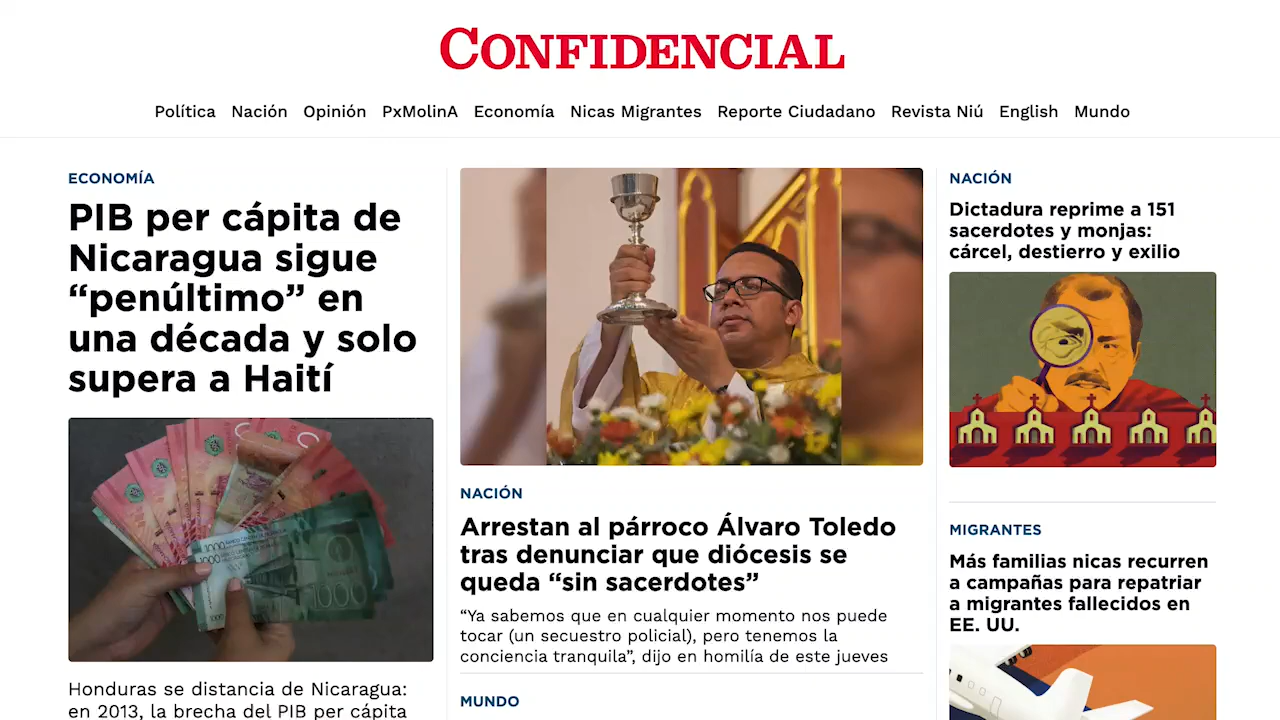 CONFIDENCIAL
Política Nación Opinión PxMolinA Economía Nicas Migrantes Reporte Ciudadano Revista Niú English Mundo
ECONOMÍA
PIB per cápita de
Nicaragua sigue
“penúltimo” en
una década y solo
supera a Haití
1000
1000
1000
Honduras se distancia de Nicaragua:
en 2013, la brecha del PIB per cápita
NACIÓN
Arrestan al párroco Álvaro Toledo
tras denunciar que diócesis se
queda “sin sacerdotes”
“Ya sabemos que en cualquier momento nos puede
tocar (un secuestro policial), pero tenemos la
conciencia tranquila”, dijo en homilía de este jueves
MUNDO
NACIÓN
Dictadura reprime a 151
sacerdotes y monjas:
cárcel, destierro y exilio
MIGRANTES
Más familias nicas recurren
a campañas para repatriar
a migrantes fallecidos en
EE. UU.